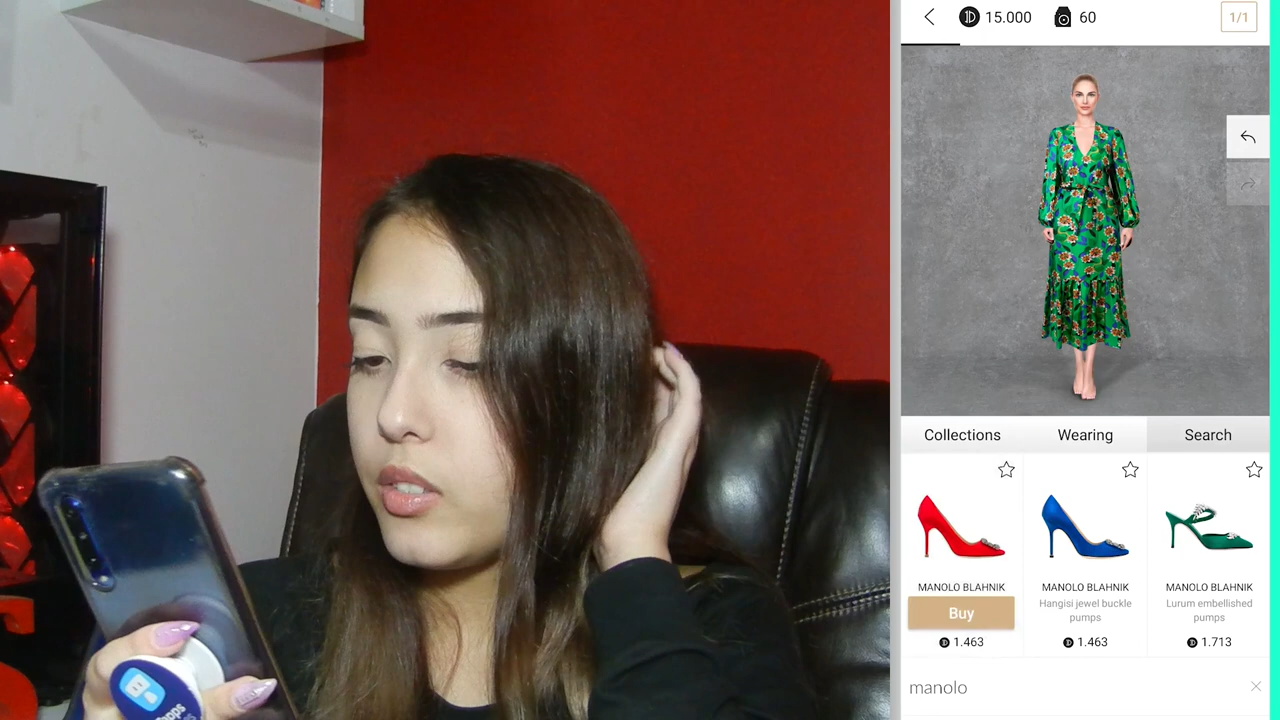 15.000 60 1/1
Collections Wearing Search
MANOLO BLAHNIK
Buy
1.463
MANOLO BLAHNIK
Hangisi jewel buckle
pumps
1.463
MANOLO BLAHNIK
Lurum embellished
pumps
1.713
manolo